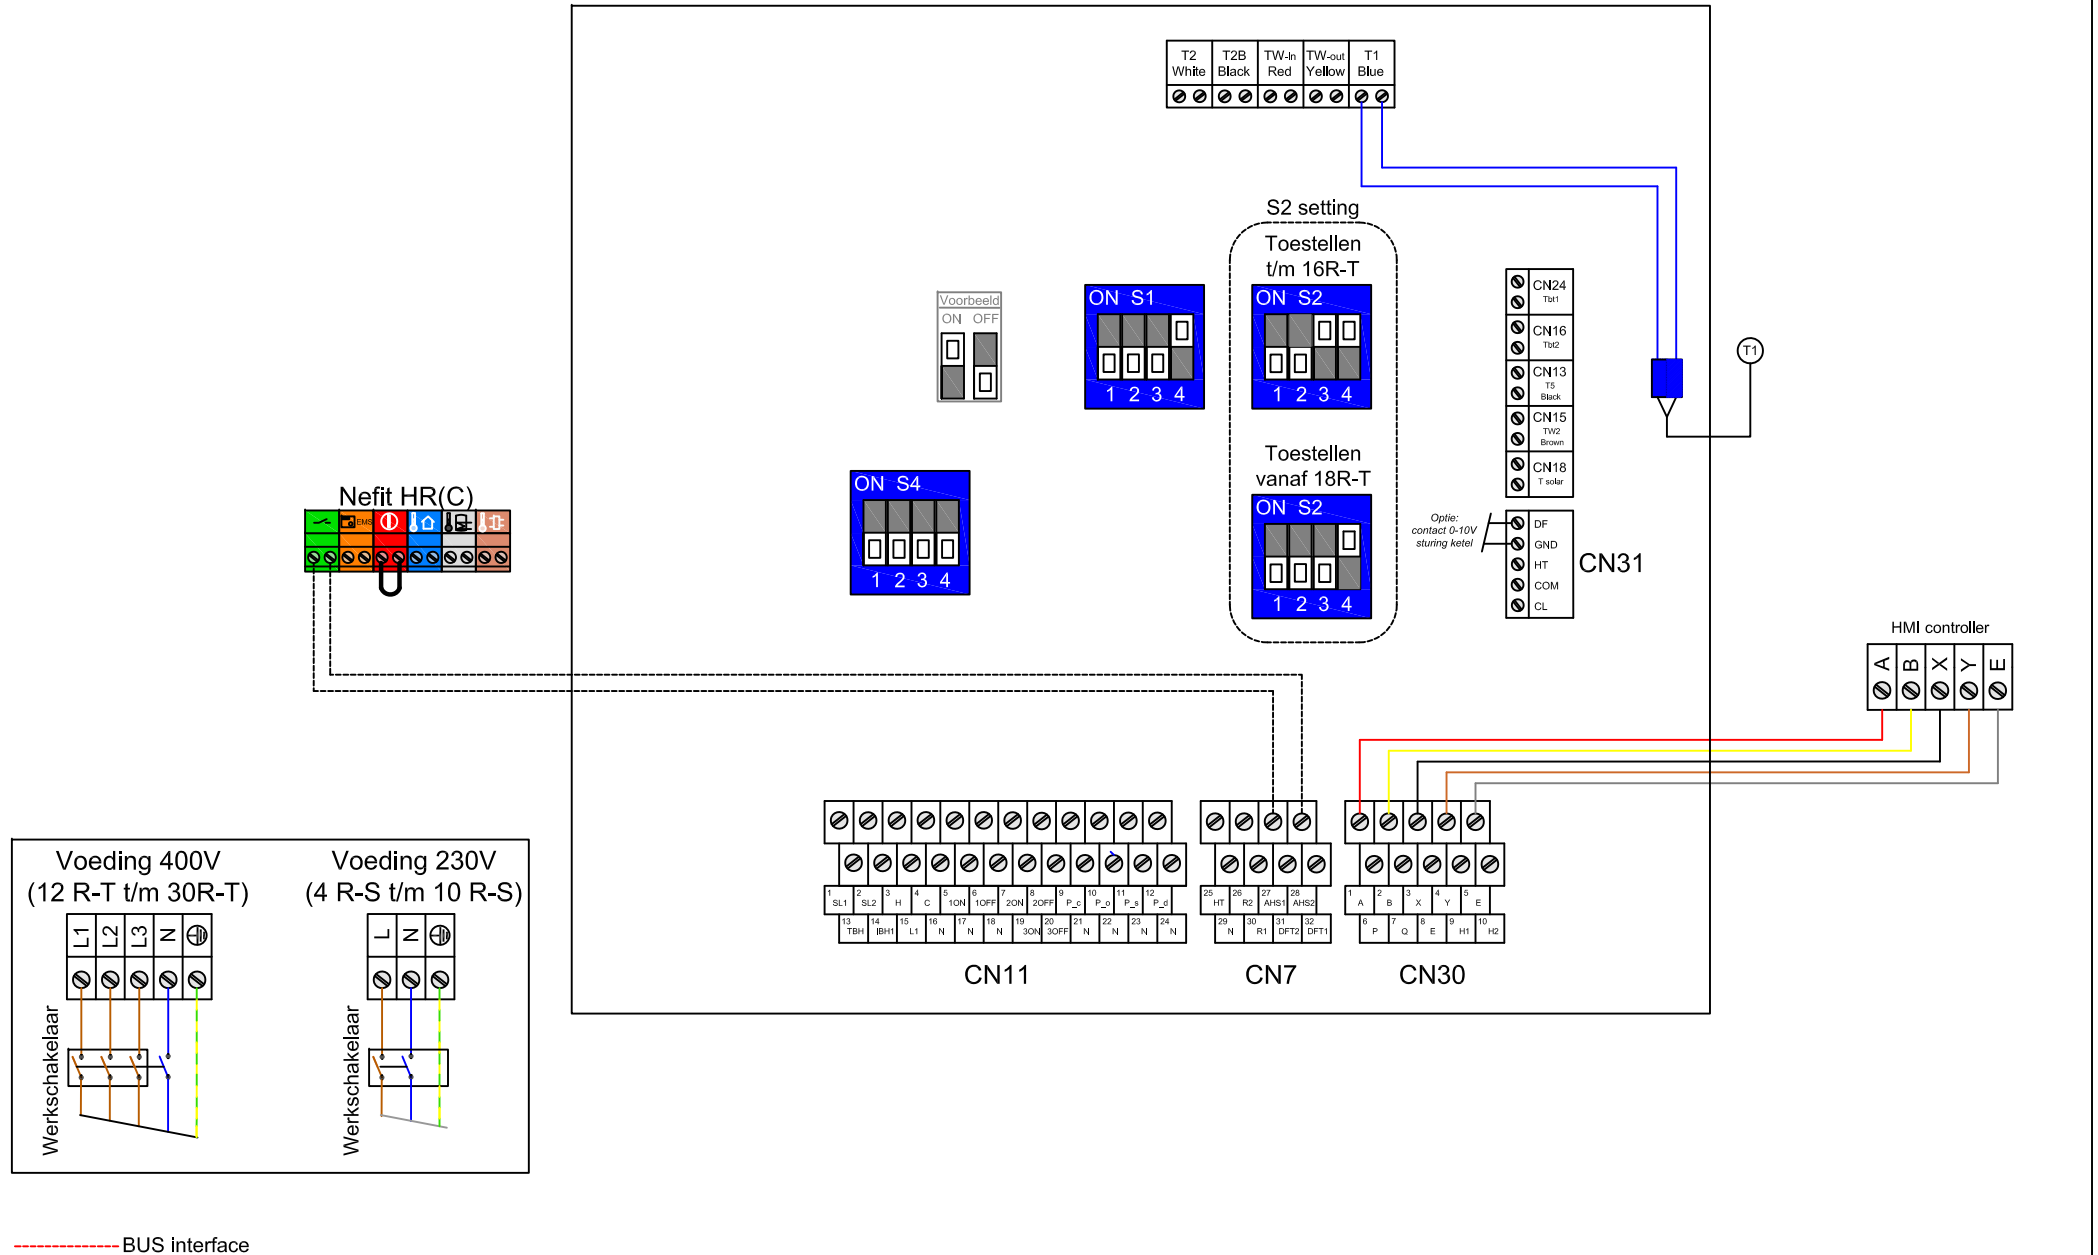 T2 T2B TW-In TW-out T1
White Black Red Yellow Blue
S2 setting
Toestellen
t/m 16R-T
Voorbeeld
ON OFF
ON S1
1 2 3 4
ON S2
1 2 3 4
Toestellen
vanaf 18R-T
ON S2
1 2 3 4
ON S4
1 2 3 4
CN24
Tbt1
CN16
Tbt2
CN13
T5
Black
CN15
TW2
Brown
CN18
T solar
T1
Optie:
contact 0-10V
sturing ketel
DF
GND
HT
COM
CL
CN31
Nefit HR(C)
EMS
HMI controller
A B X Y E
1 2 3 4 5 6 7 8 9 10 11 12
SL1 SL2 H C 1ON 1OFF 2ON 2OFF P_c P_o P_s P_d
13 14 15 16 17 18 19 20 21 22 23 24
TBH IBH1 L1 N N N 3ON 3OFF N N N N
CN11
25 26 27 28
HT R2 AHS1 AHS2
29 30 31 32
N R1 DFT2 DFT1
CN7
1 2 3 4 5
A B X Y E
6 7 8 9 10
P Q E H1 H2
CN30
Voeding 400V
(12 R-T t/m 30R-T)
L1 L2 L3 N
Werkschakelaar
Voeding 230V
(4 R-S t/m 10 R-S)
L N
Werkschakelaar
BUS interface